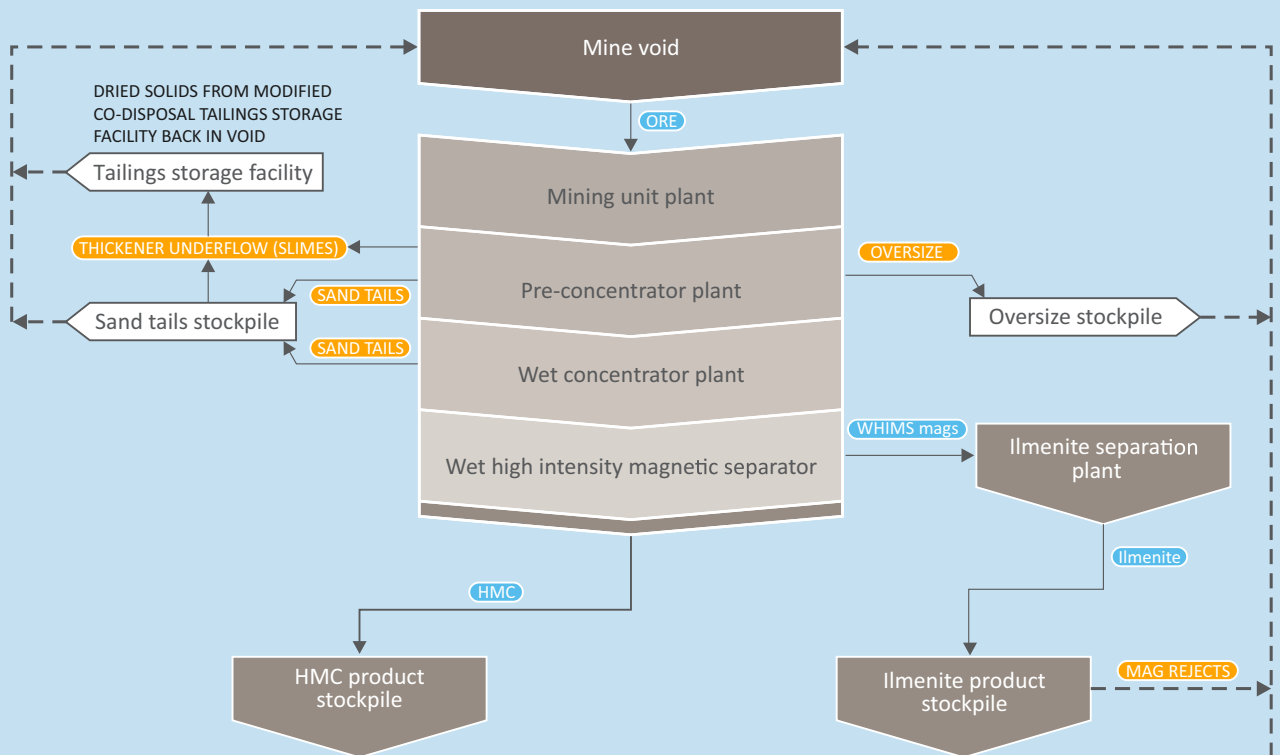 Mine void
DRIED SOLIDS FROM MODIFIED
CO-DISPOSAL TAILINGS STORAGE
FACILITY BACK IN VOID
ORE
Tailings storage facility
Mining unit plant
THICKENER UNDERFLOW (SLIMES)
OVERSIZE
SAND TAILS
Pre-concentrator plant
Sand tails stockpile
Oversize stockpile
SAND TAILS
Wet concentrator plant
WHIMS mags
Ilmenite separation
plant
Wet high intensity magnetic separator
Ilmenite
HMC
HMC product
stockpile
Ilmenite product
stockpile
MAG REJECTS